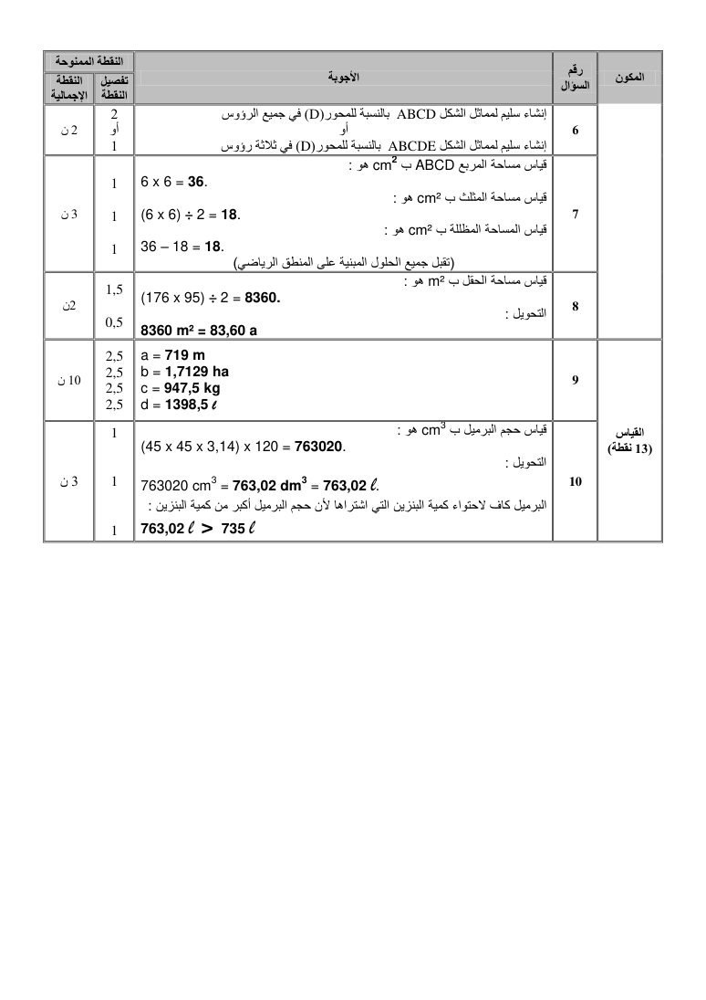 المكون
رقم السؤال
الأجوبة
النقطة الممنوحة
تفصيل النقطة
النقطة الإجمالية
6
إنشاء سليم لمماثل الشكل ABCD بالنسبة للمحور(D) في جميع الرؤوس
أو
إنشاء سليم لمماثل الشكل ABCDE بالنسبة للمحور(D) في ثلاثة رؤوس
2
أو
1
2 ن
7
قياس مساحة المربع ABCD ب cm² هو :
6 x 6 = 36.
قياس مساحة المثلث ب cm² هو :
(6 x 6) ÷ 2 = 18.
قياس المساحة المظللة ب cm² هو :
36 – 18 = 18.
(تقبل جميع الحلول المبنية على المنطق الرياضي)
1
1
1
3 ن
8
قياس مساحة الحقل ب m² هو :
(176 x 95) ÷ 2 = 8360.
التحويل :
8360 m² = 83,60 a
1,5
0,5
2ن
القياس
(13 نقطة)
9
a = 719 m
b = 1,7129 ha
c = 947,5 kg
d = 1398,5 ℓ
2,5
2,5
2,5
2,5
10 ن
10
قياس حجم البرميل ب cm³ هو :
(45 x 45 x 3,14) x 120 = 763020.
التحويل :
763020 cm³ = 763,02 dm³ = 763,02 ℓ.
البرميل كاف لاحتواء كمية البنزين التي اشتراها لأن حجم البرميل أكبر من كمية البنزين :
763,02 ℓ > 735 ℓ
1
1
1
3 ن